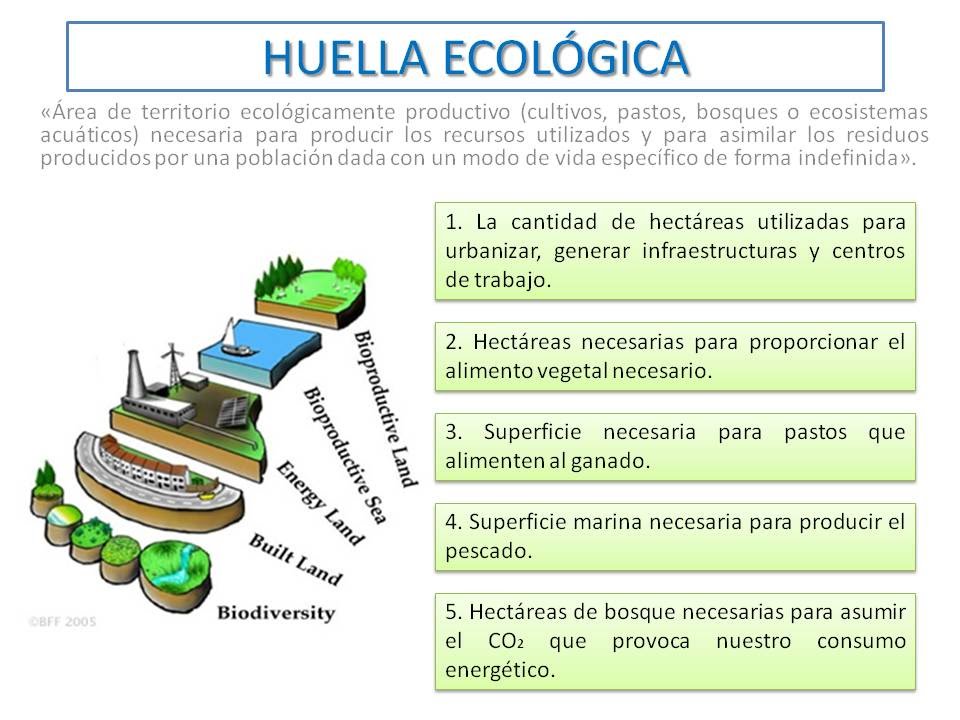 HUELLA ECOLÓGICA
«Área de territorio ecológicamente productivo (cultivos, pastos, bosques o ecosistemas
acuáticos) necesaria para producir los recursos utilizados y para asimilar los residuos
producidos por una población dada con un modo de vida específico de forma indefinida».
1. La cantidad de hectáreas utilizadas para
urbanizar, generar infraestructuras y centros
de trabajo.
2. Hectáreas necesarias para proporcionar el
alimento vegetal necesario.
3. Superficie necesaria para pastos que
alimenten al ganado.
4. Superficie marina necesaria para producir el
pescado.
5. Hectáreas de bosque necesarias para asumir
el CO₂ que provoca nuestro consumo
energético.
Bioproductive Land
Bioproductive Sea
Energy Land
Built Land
Biodiversity
©BFF 2005